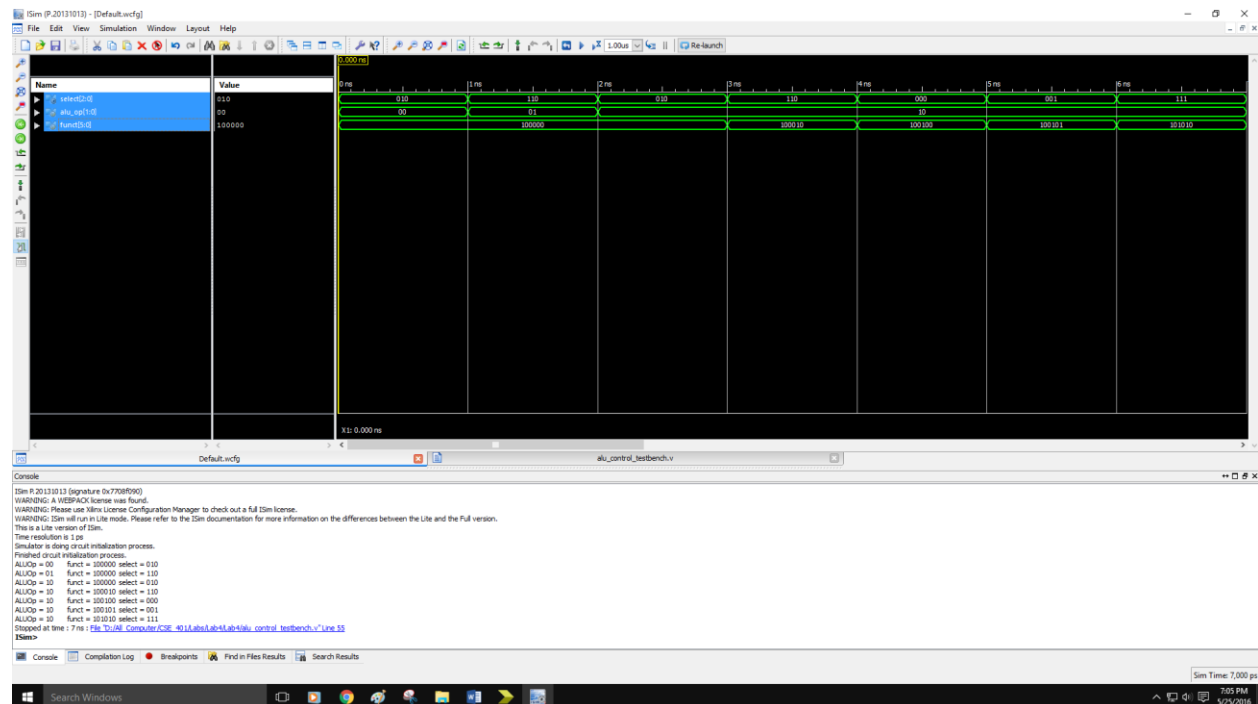 ISim (P.20131013) - [Default.wcfg]
File Edit View Simulation Window Layout Help
1.00us Re-launch
0.000 ns
Name Value
0 ns 1 ns 2 ns 3 ns 4 ns 5 ns 6 ns
select[2:0] 010 010 110 010 110 000 001 111
alu_op[1:0] 00 00 01 10
funct[5:0] 100000 100000 100010 100100 100101 101010
X1: 0.000 ns
Default.wcfg alu_control_testbench.v
Console
ISim P.20131013 (signature 0x7708f090)
WARNING: A WEBPACK license was found.
WARNING: Please use Xilinx License Configuration Manager to check out a full ISim license.
WARNING: ISim will run in Lite mode. Please refer to the ISim documentation for more information on the differences between the Lite and the Full version.
This is a Lite version of ISim.
Time resolution is 1 ps
Simulator is doing circuit initialization process.
Finished circuit initialization process.
ALUOp = 00 funct = 100000 select = 010
ALUOp = 01 funct = 100000 select = 110
ALUOp = 10 funct = 100000 select = 010
ALUOp = 10 funct = 100010 select = 110
ALUOp = 10 funct = 100100 select = 000
ALUOp = 10 funct = 100101 select = 001
ALUOp = 10 funct = 101010 select = 111
Stopped at time : 7 ns : File "D:/All_Computer/CSE_401/Labs/Lab4/Lab4/alu_control_testbench.v" Line 55
ISim>
Console Compilation Log Breakpoints Find in Files Results Search Results
Sim Time: 7,000 ps
Search Windows
7:05 PM
5/25/2016